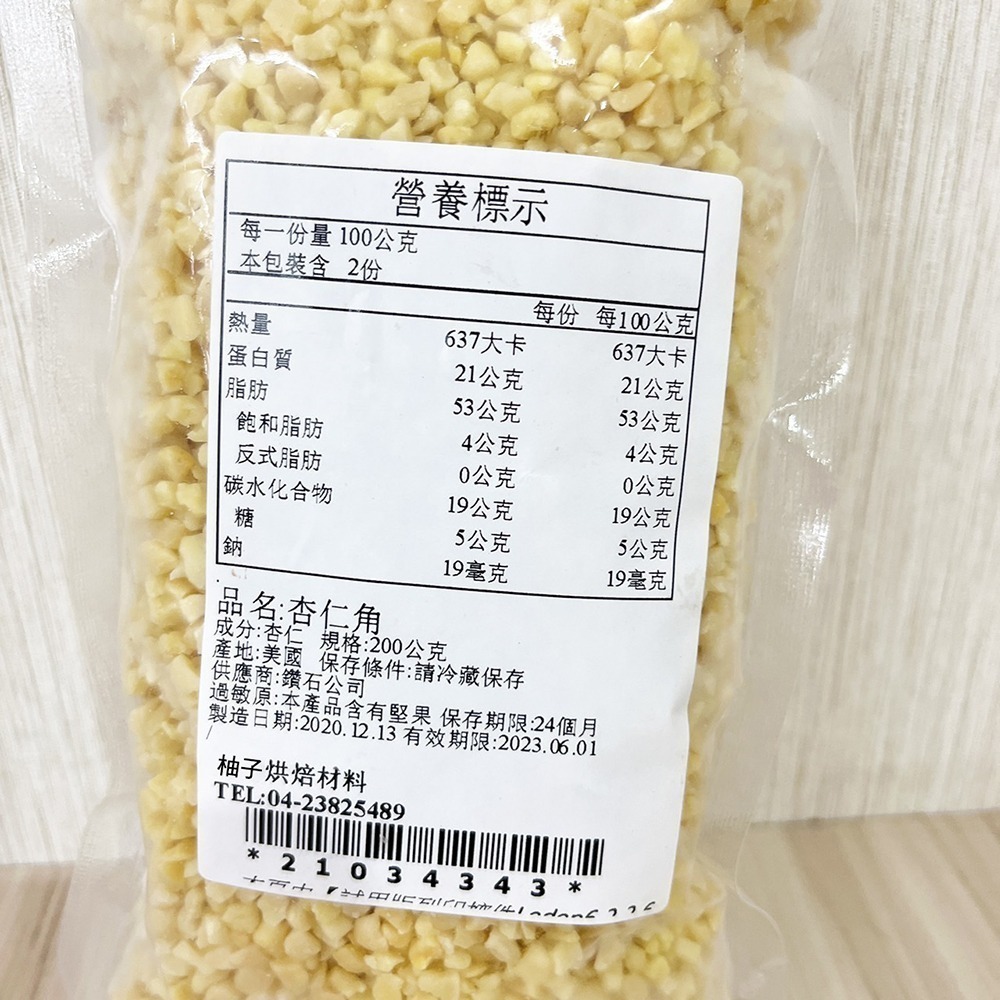 營養標示
每一份量 100公克
本包裝含 2份
每份 每100公克
熱量 637大卡 637大卡
蛋白質 21公克 21公克
脂肪 53公克 53公克
飽和脂肪 4公克 4公克
反式脂肪 0公克 0公克
碳水化合物 19公克 19公克
糖 5公克 5公克
鈉 19毫克 19毫克
品名:杏仁角
成分:杏仁 規格:200公克
產地:美國 保存條件:請冷藏保存
供應商:鑽石公司
過敏原:本產品含有堅果 保存期限:24個月
製造日期:2020.12.13 有效期限:2023.06.01
/
柚子烘焙材料
TEL:04-23825489
*21034343*